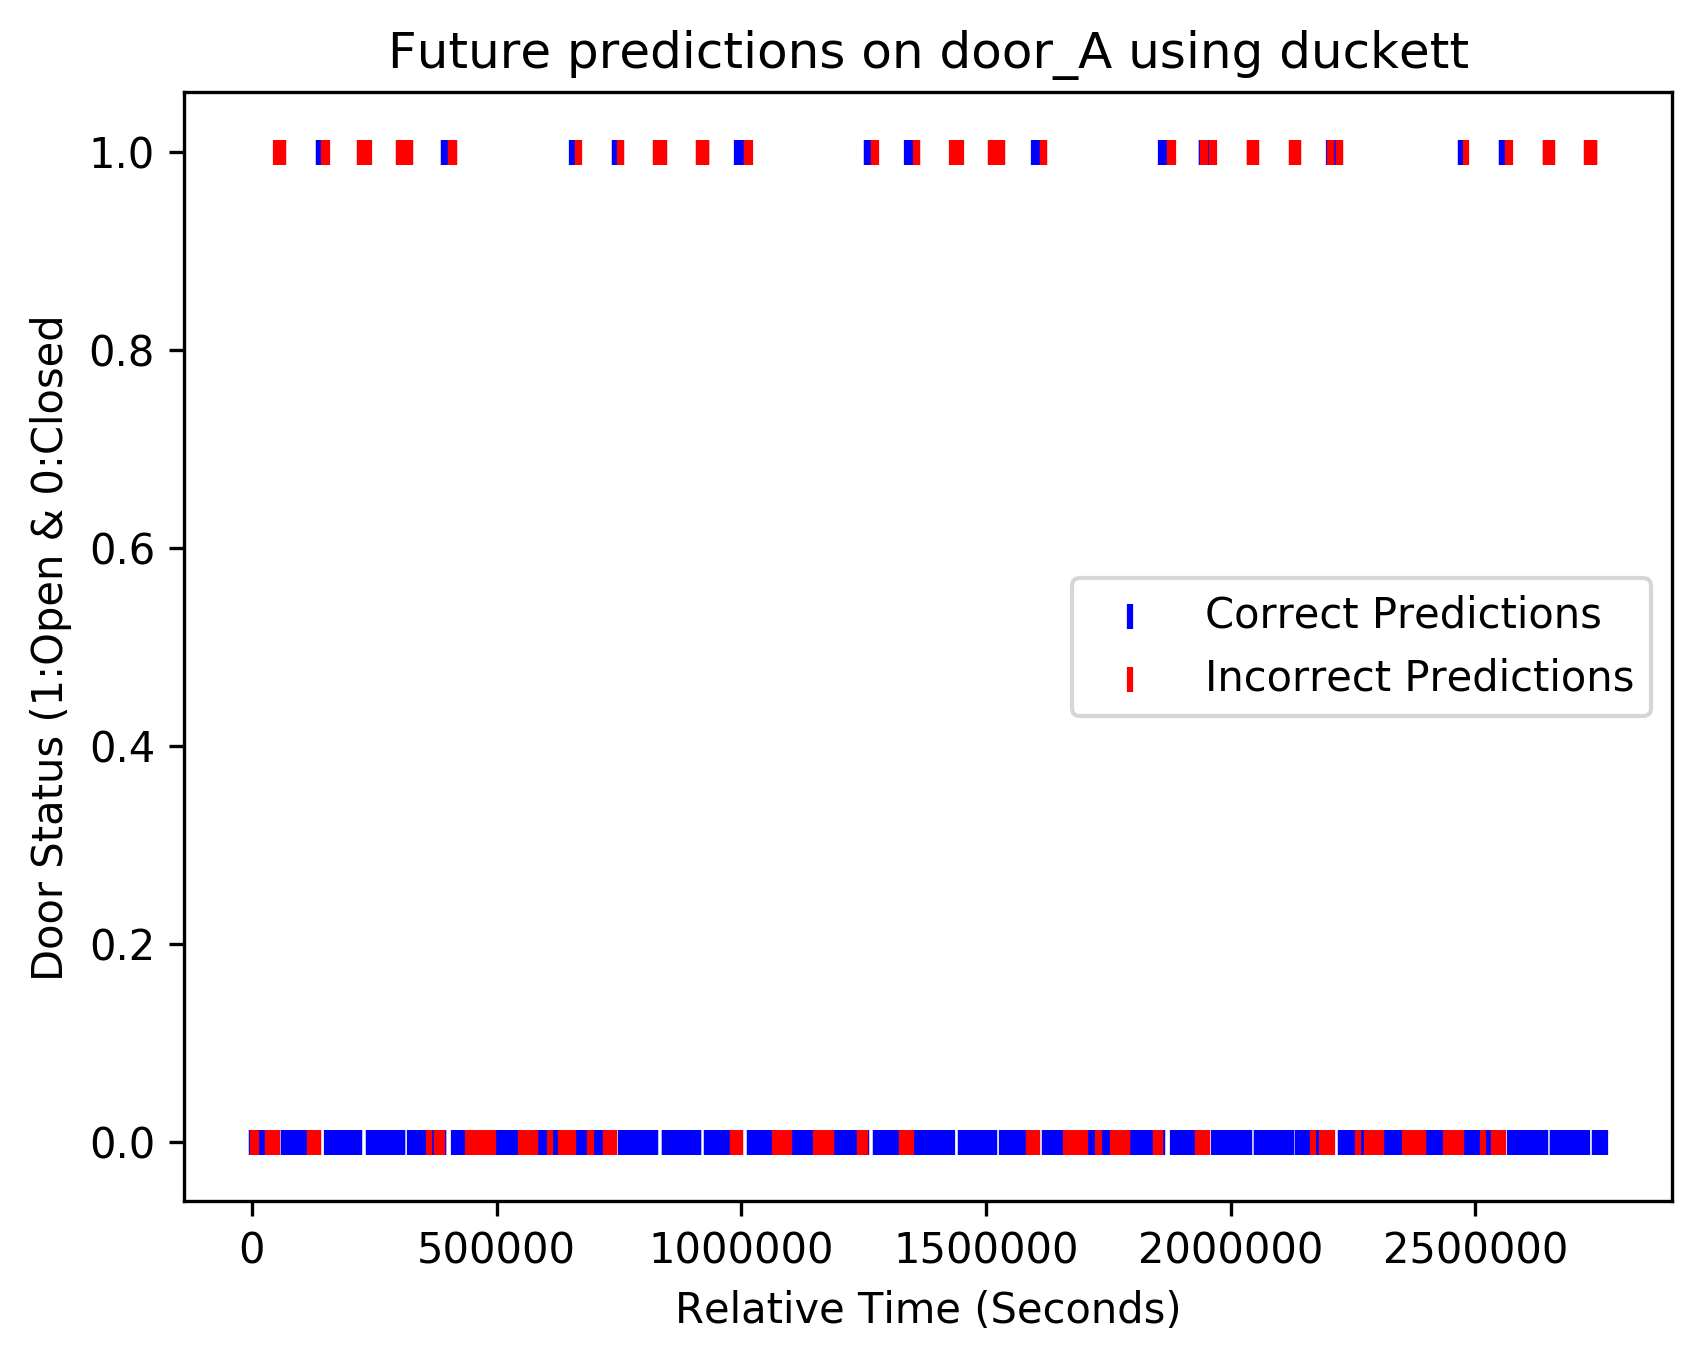 Future predictions on door_A using duckett
1.0
0.8
0.6
0.4
0.2
0.0
Door Status (1:Open & 0:Closed
Correct Predictions
Incorrect Predictions
0 500000 1000000 1500000 2000000 2500000
Relative Time (Seconds)